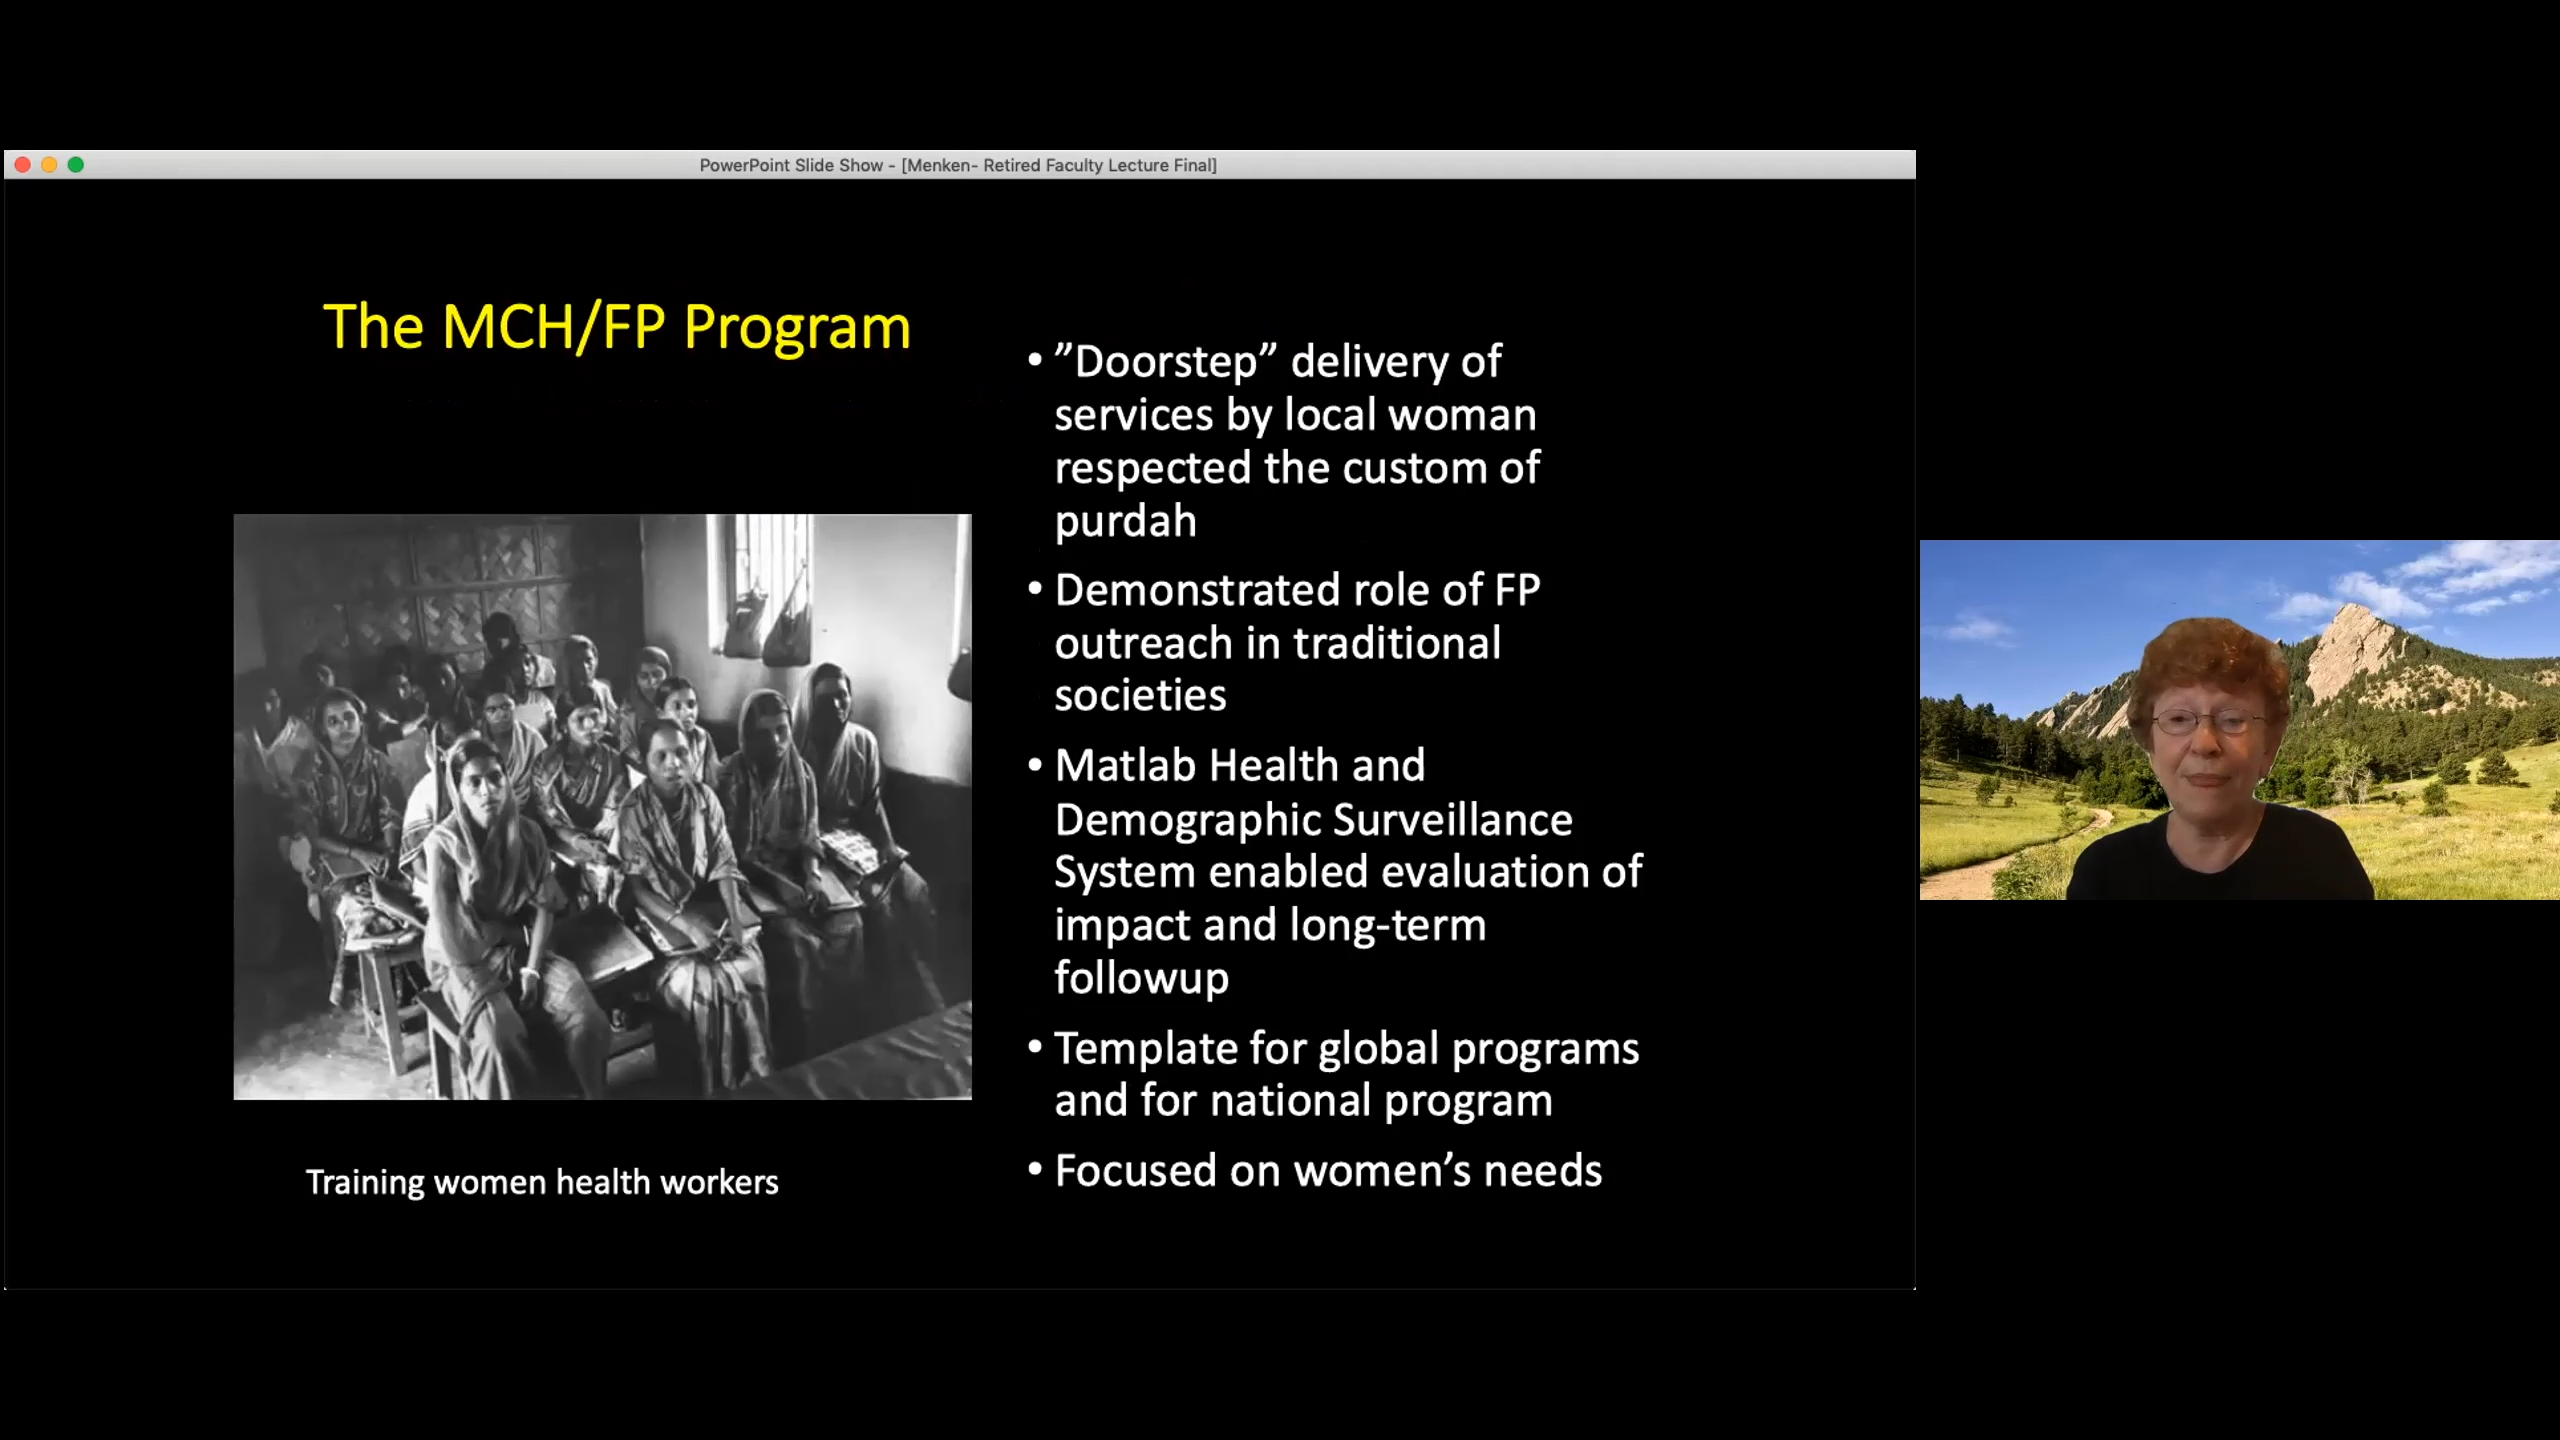 PowerPoint Slide Show - [Menken- Retired Faculty Lecture Final]
The MCH/FP Program
• ”Doorstep” delivery of
services by local woman
respected the custom of
purdah
• Demonstrated role of FP
outreach in traditional
societies
• Matlab Health and
Demographic Surveillance
System enabled evaluation of
impact and long-term
followup
• Template for global programs
and for national program
• Focused on women’s needs
Training women health workers